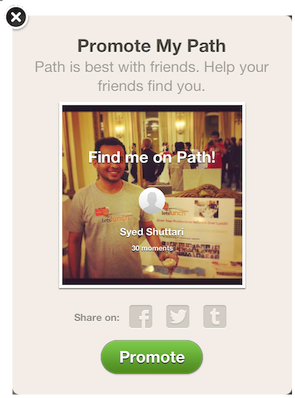 Promote My Path
Path is best with friends. Help your
friends find you.
Find me on Path!
Syed Shuttari
30 moments
Share on:
Promote